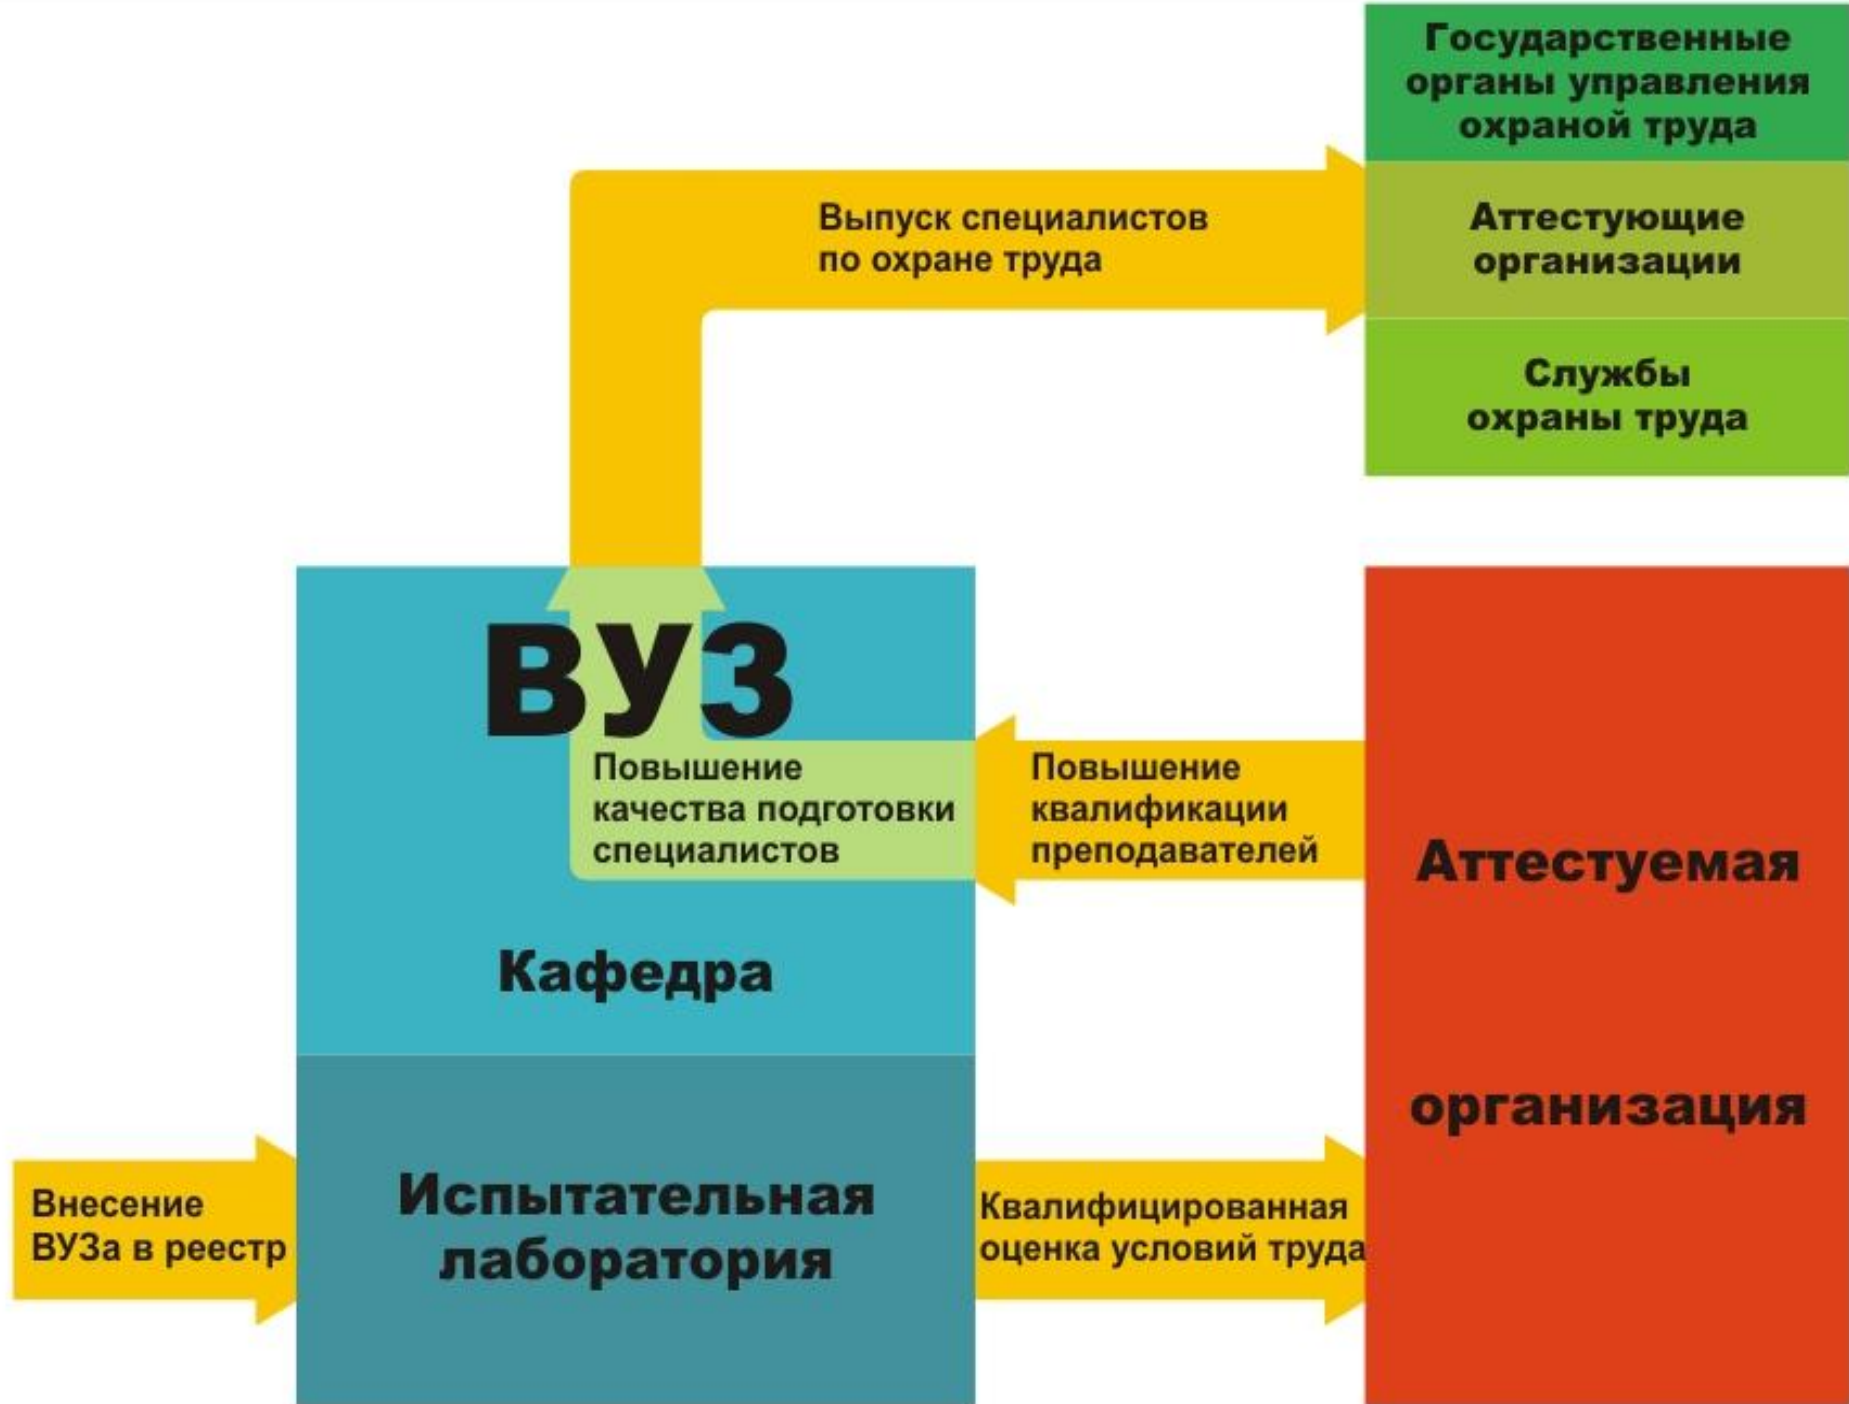 Государственные
органы управления
охраной труда
Выпуск специалистов
по охране труда
Аттестующие
организации
Службы
охраны труда
ВУЗ
Повышение
качества подготовки
специалистов
Повышение
квалификации
преподавателей
Аттестуемая
организация
Кафедра
Внесение
ВУЗа в реестр
Испытательная
лаборатория
Квалифицированная
оценка условий труда